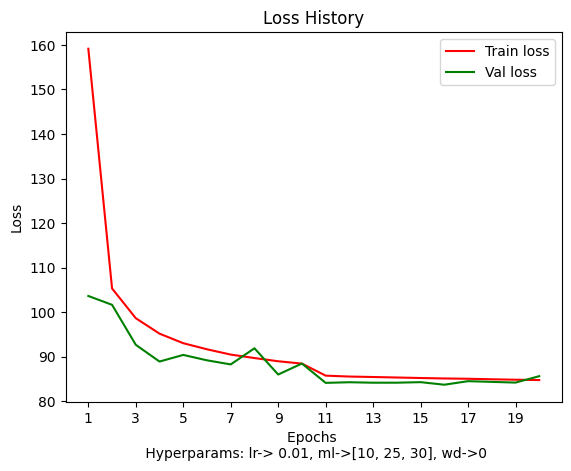 Loss History
Train loss
Val loss
Loss
160
150
140
130
120
110
100
90
80
1 3 5 7 9 11 13 15 17 19
Epochs
Hyperparams: lr-> 0.01, ml->[10, 25, 30], wd->0